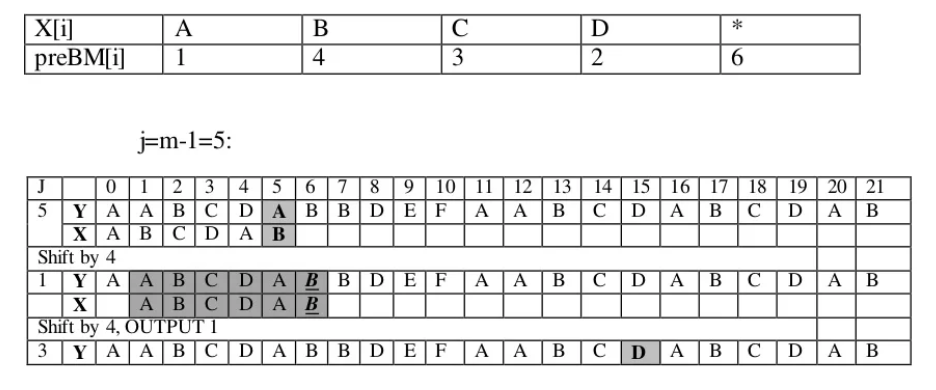 X[i] A B C D *
preBM[i] 1 4 3 2 6
j=m-1=5:
J 0 1 2 3 4 5 6 7 8 9 10 11 12 13 14 15 16 17 18 19 20 21
5 Y A A B C D A B B D E F A A B C D A B C D A B
X A B C D A B
Shift by 4
1 Y A A B C D A B B D E F A A B C D A B C D A B
X A B C D A B
Shift by 4, OUTPUT 1
3 Y A A B C D A B B D E F A A B C D A B C D A B